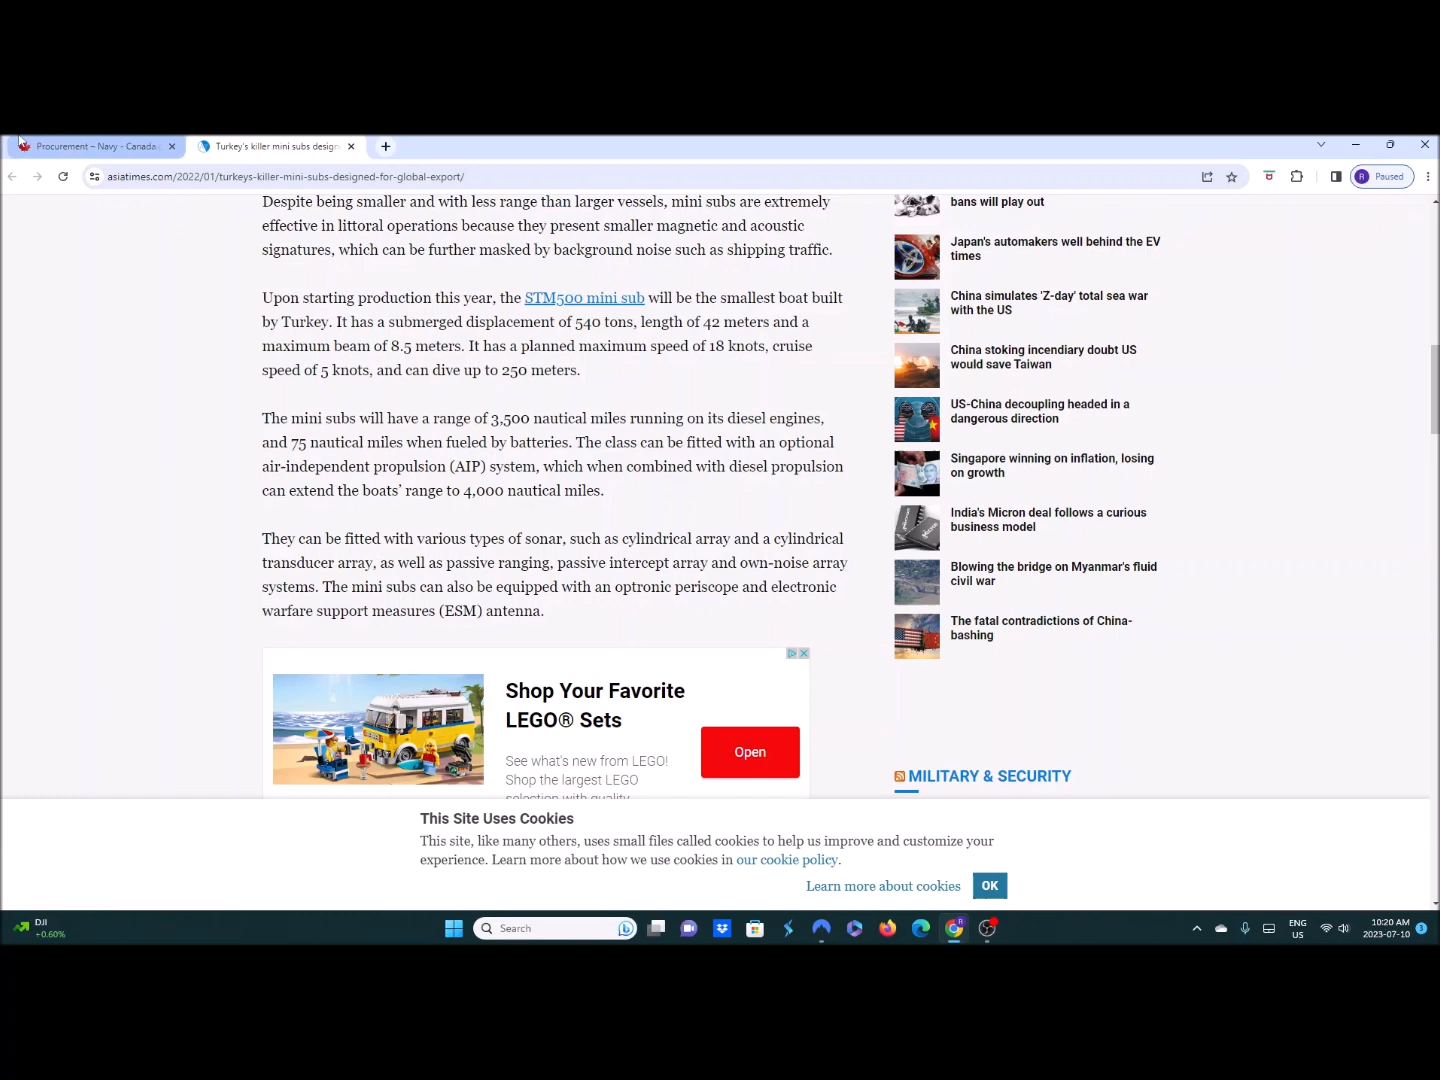 Procurement – Navy - Canada
Turkey's killer mini subs design
asiatimes.com/2022/01/turkeys-killer-mini-subs-designed-for-global-export/
R Paused
Despite being smaller and with less range than larger vessels, mini subs are extremely
effective in littoral operations because they present smaller magnetic and acoustic
signatures, which can be further masked by background noise such as shipping traffic.
Upon starting production this year, the STM500 mini sub will be the smallest boat built
by Turkey. It has a submerged displacement of 540 tons, length of 42 meters and a
maximum beam of 8.5 meters. It has a planned maximum speed of 18 knots, cruise
speed of 5 knots, and can dive up to 250 meters.
The mini subs will have a range of 3,500 nautical miles running on its diesel engines,
and 75 nautical miles when fueled by batteries. The class can be fitted with an optional
air-independent propulsion (AIP) system, which when combined with diesel propulsion
can extend the boats’ range to 4,000 nautical miles.
They can be fitted with various types of sonar, such as cylindrical array and a cylindrical
transducer array, as well as passive ranging, passive intercept array and own-noise array
systems. The mini subs can also be equipped with an optronic periscope and electronic
warfare support measures (ESM) antenna.
Shop Your Favorite
LEGO® Sets
See what's new from LEGO!
Shop the largest LEGO
selection with quality
Open
bans will play out
Japan's automakers well behind the EV
times
China simulates 'Z-day' total sea war
with the US
China stoking incendiary doubt US
would save Taiwan
US-China decoupling headed in a
dangerous direction
Singapore winning on inflation, losing
on growth
India's Micron deal follows a curious
business model
Blowing the bridge on Myanmar's fluid
civil war
The fatal contradictions of China-
bashing
MILITARY & SECURITY
This Site Uses Cookies
This site, like many others, uses small files called cookies to help us improve and customize your
experience. Learn more about how we use cookies in our cookie policy.
Learn more about cookies
OK
DJI
+0.60%
Search
ENG
US
10:20 AM
2023-07-10
3